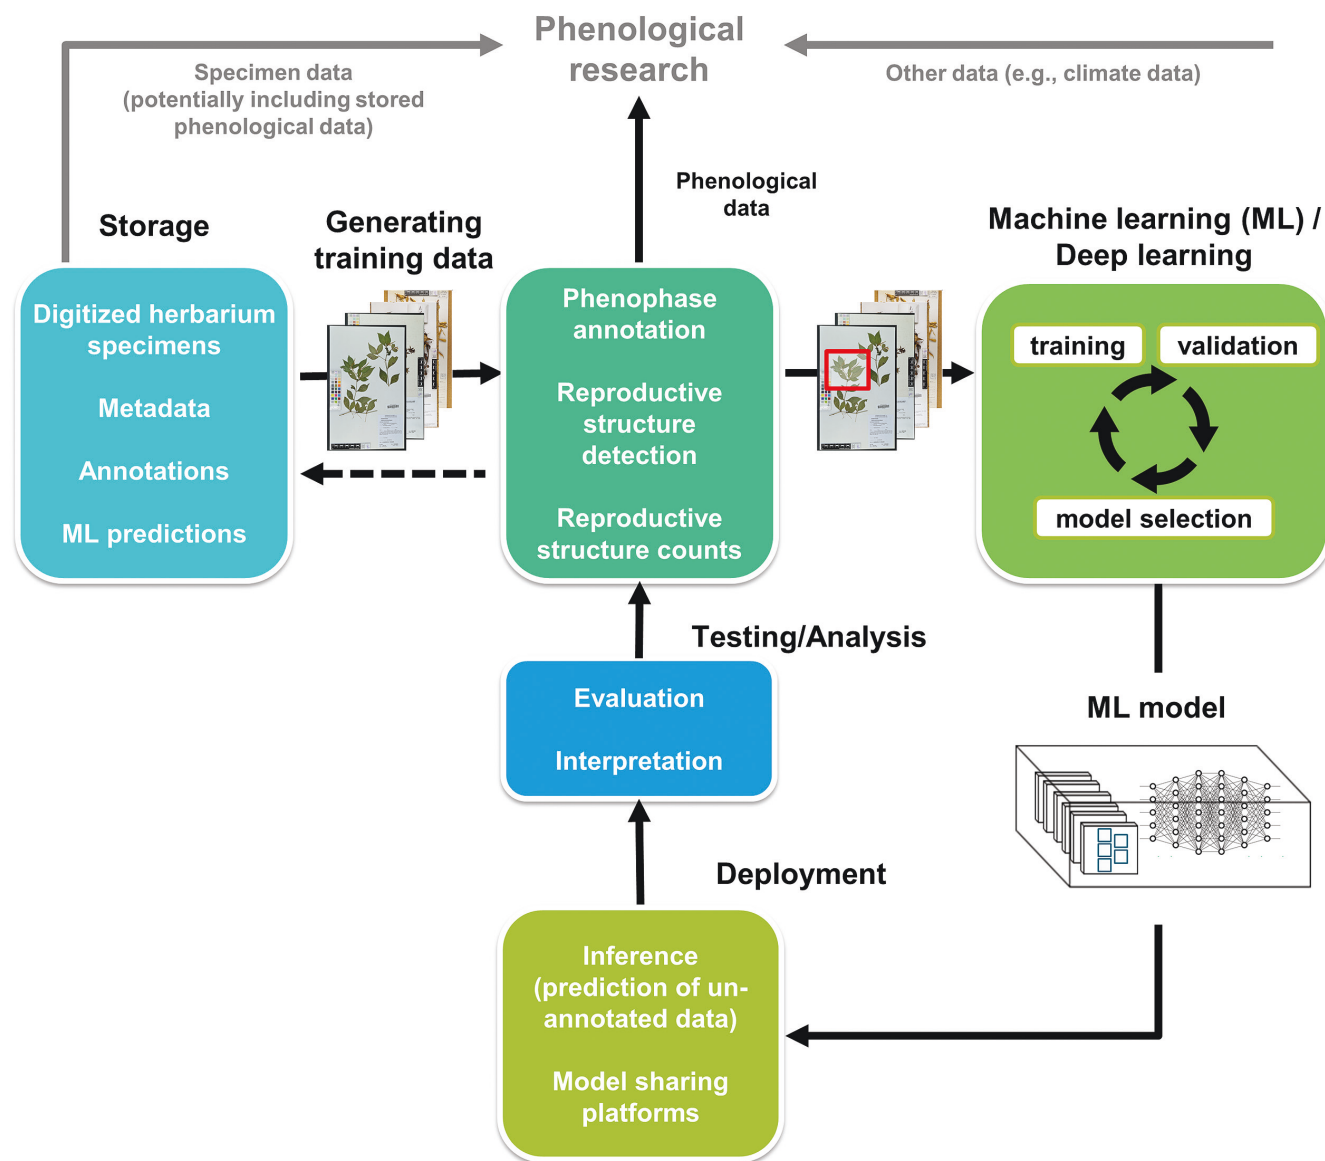 Phenological
research
Specimen data
(potentially including stored
phenological data)
Other data (e.g., climate data)
Phenological
data
Storage
Generating
training data
Machine learning (ML) /
Deep learning
Digitized herbarium
specimens
Metadata
Annotations
ML predictions
Phenophase
annotation
Reproductive
structure
detection
Reproductive
structure counts
training
validation
model selection
Testing/Analysis
Evaluation
Interpretation
ML model
Deployment
Inference
(prediction of un-
annotated data)
Model sharing
platforms